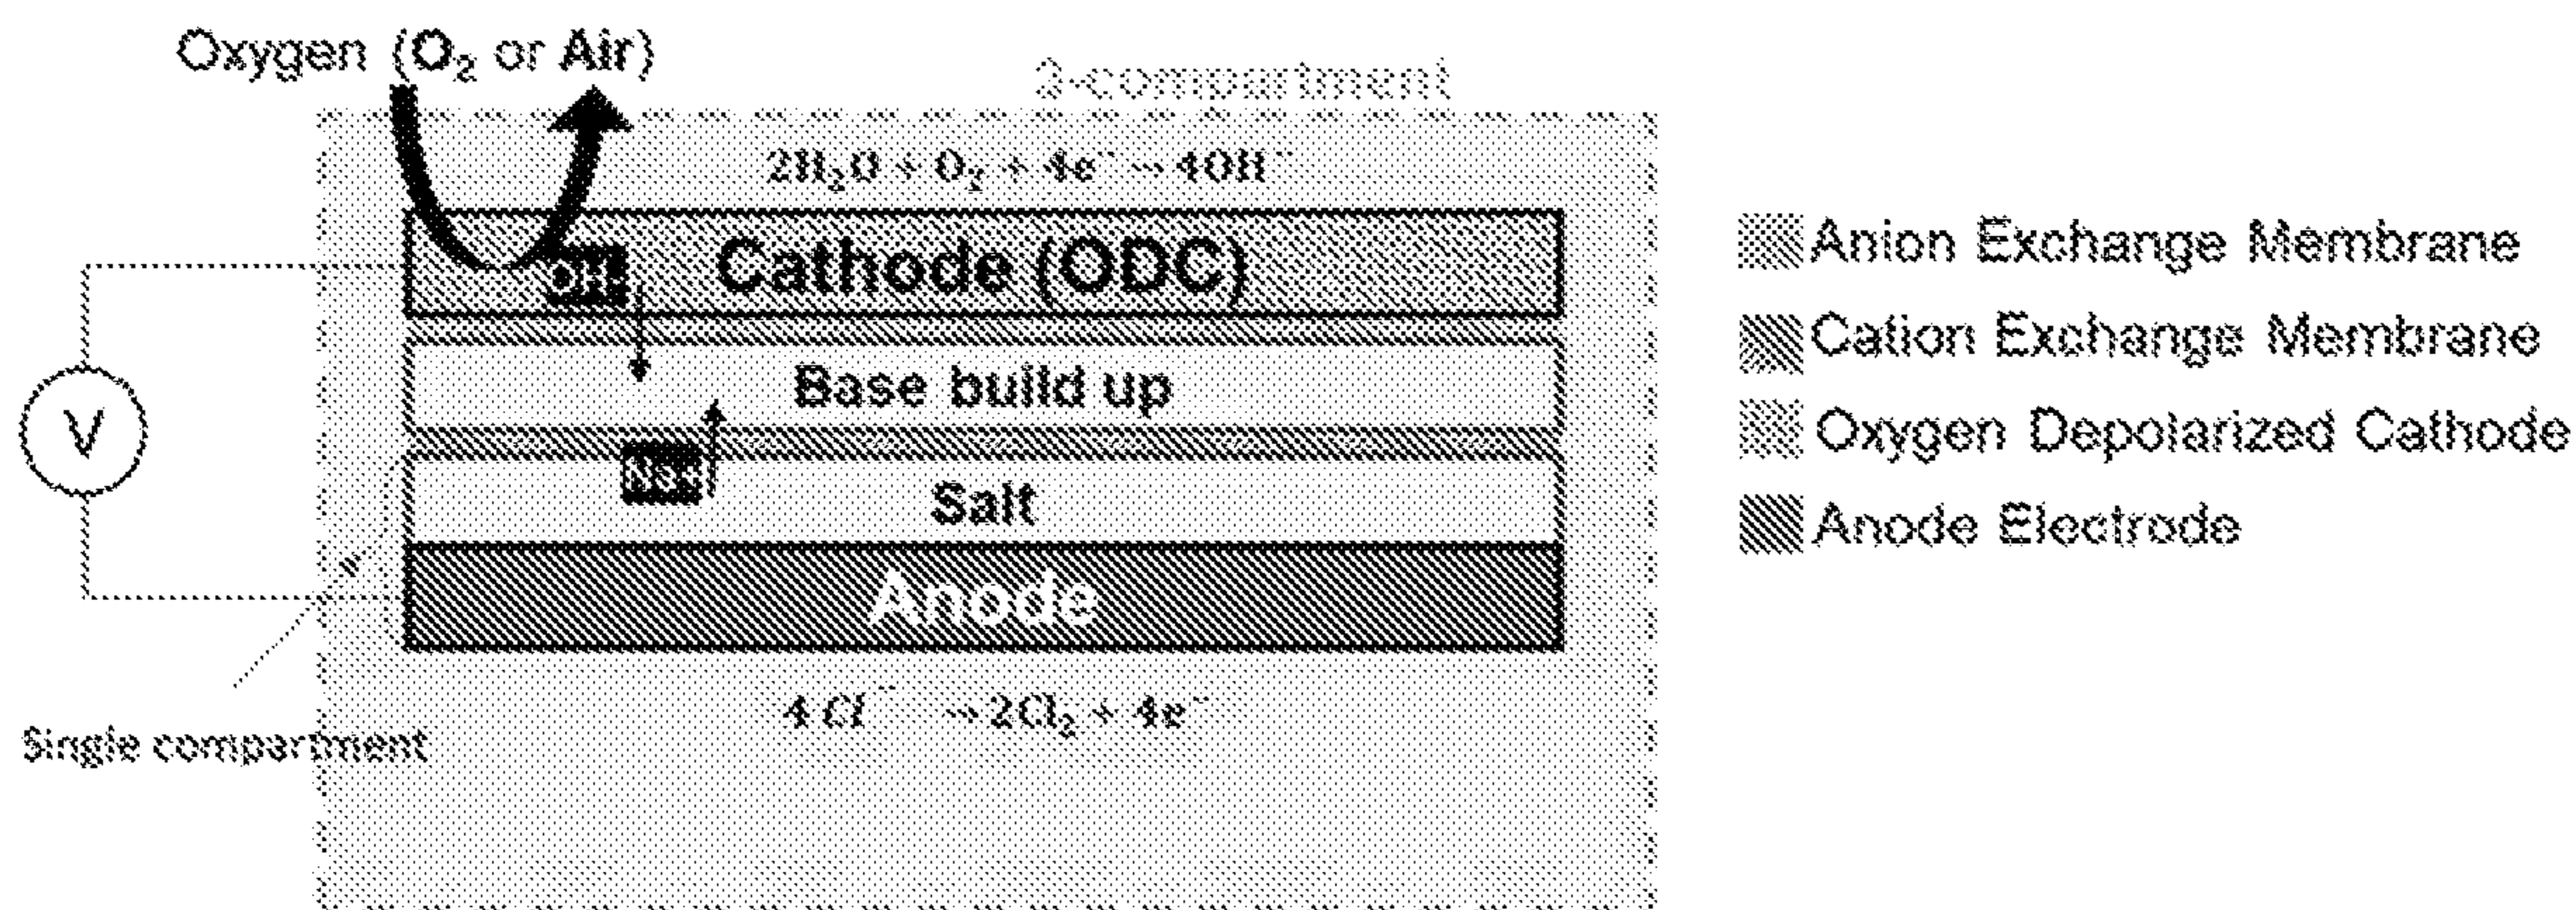 Oxygen (O₂ or Air)
2-compartment
2H₂O + O₂ + 4e⁻ → 4OH⁻
Cathode (ODC)
OH⁻
Base build up
Na+
Salt
V
Anode
4 Cl⁻ → 2Cl₂ + 4e⁻
Single compartment
Anion Exchange Membrane
Cation Exchange Membrane
Oxygen Depolarized Cathode
Anode Electrode